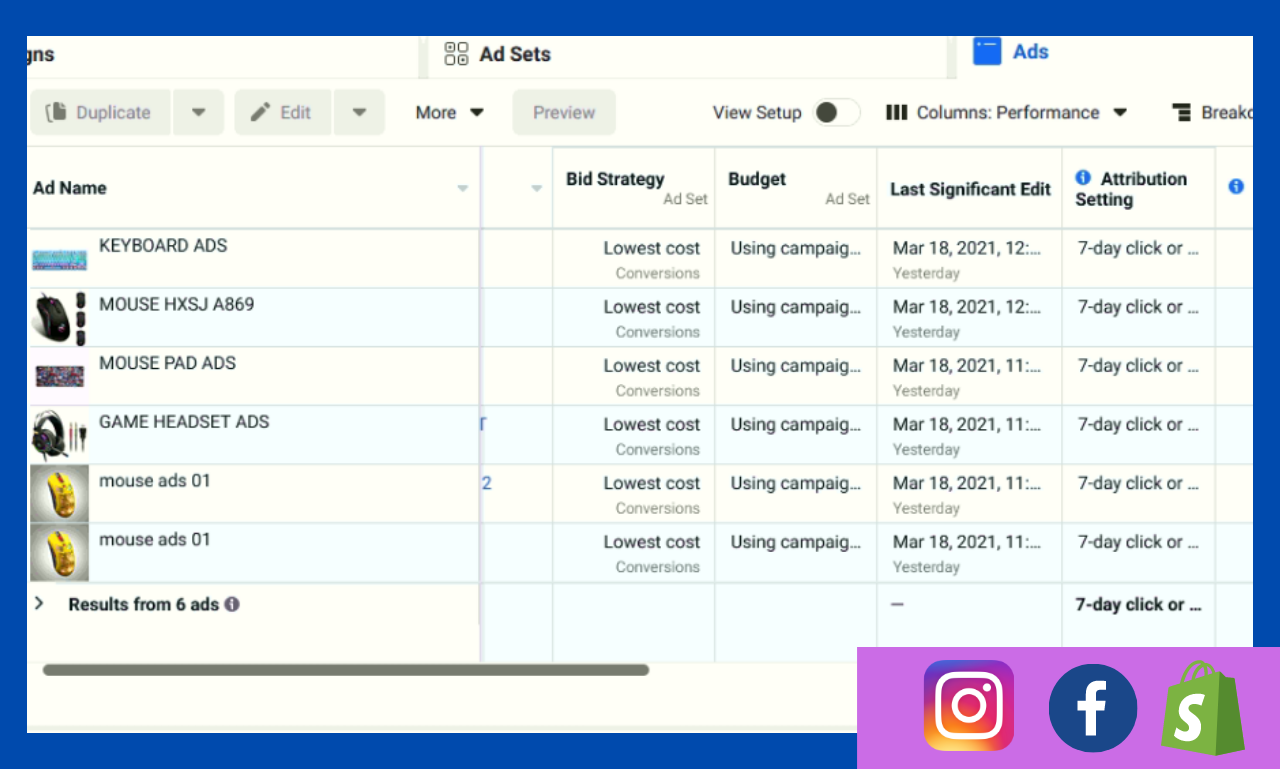 gns
Ad Sets
Ads
Duplicate
Edit
More
Preview
View Setup
Columns: Performance
Breakd
Ad Name
Bid Strategy
Ad Set
Budget
Ad Set
Last Significant Edit
Attribution
Setting
KEYBOARD ADS
Lowest cost
Conversions
Using campaig...
Mar 18, 2021, 12:...
Yesterday
7-day click or ...
MOUSE HXSJ A869
Lowest cost
Conversions
Using campaig...
Mar 18, 2021, 12:...
Yesterday
7-day click or ...
MOUSE PAD ADS
Lowest cost
Conversions
Using campaig...
Mar 18, 2021, 11:...
Yesterday
7-day click or ...
GAME HEADSET ADS
T
Lowest cost
Conversions
Using campaig...
Mar 18, 2021, 11:...
Yesterday
7-day click or ...
mouse ads 01
2
Lowest cost
Conversions
Using campaig...
Mar 18, 2021, 11:...
Yesterday
7-day click or ...
mouse ads 01
Lowest cost
Conversions
Using campaig...
Mar 18, 2021, 11:...
Yesterday
7-day click or ...
Results from 6 ads
—
7-day click or ...